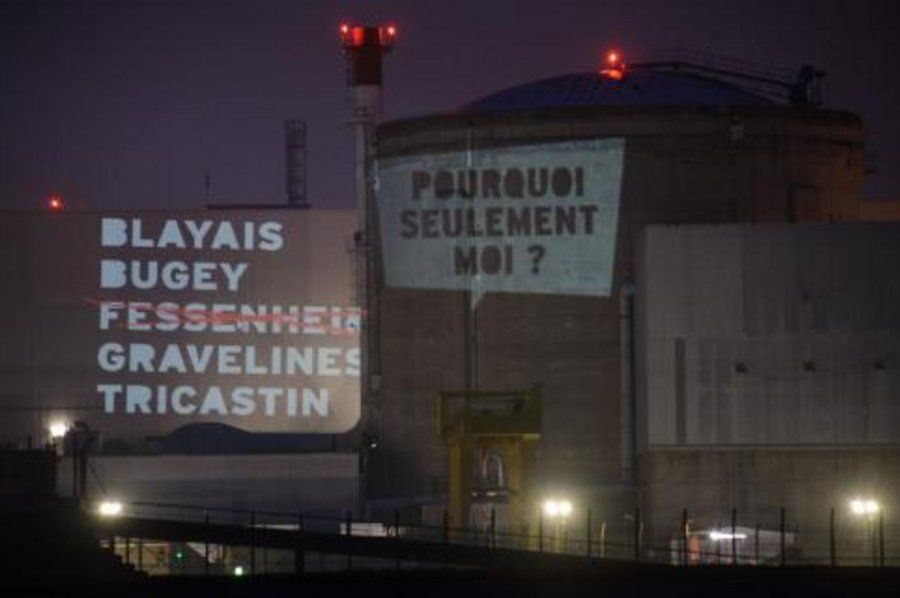 BLAYAIS
BUGEY
FESSENHEIM
GRAVELINES
TRICASTIN
POURQUOI
SEULEMENT
MOI ?